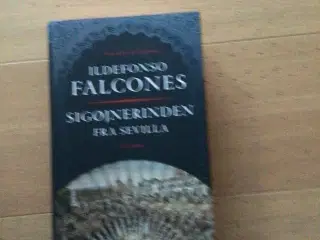 ILDEFONSO
FALCONES
SIGØJNERINDEN
FRA SEVILLA